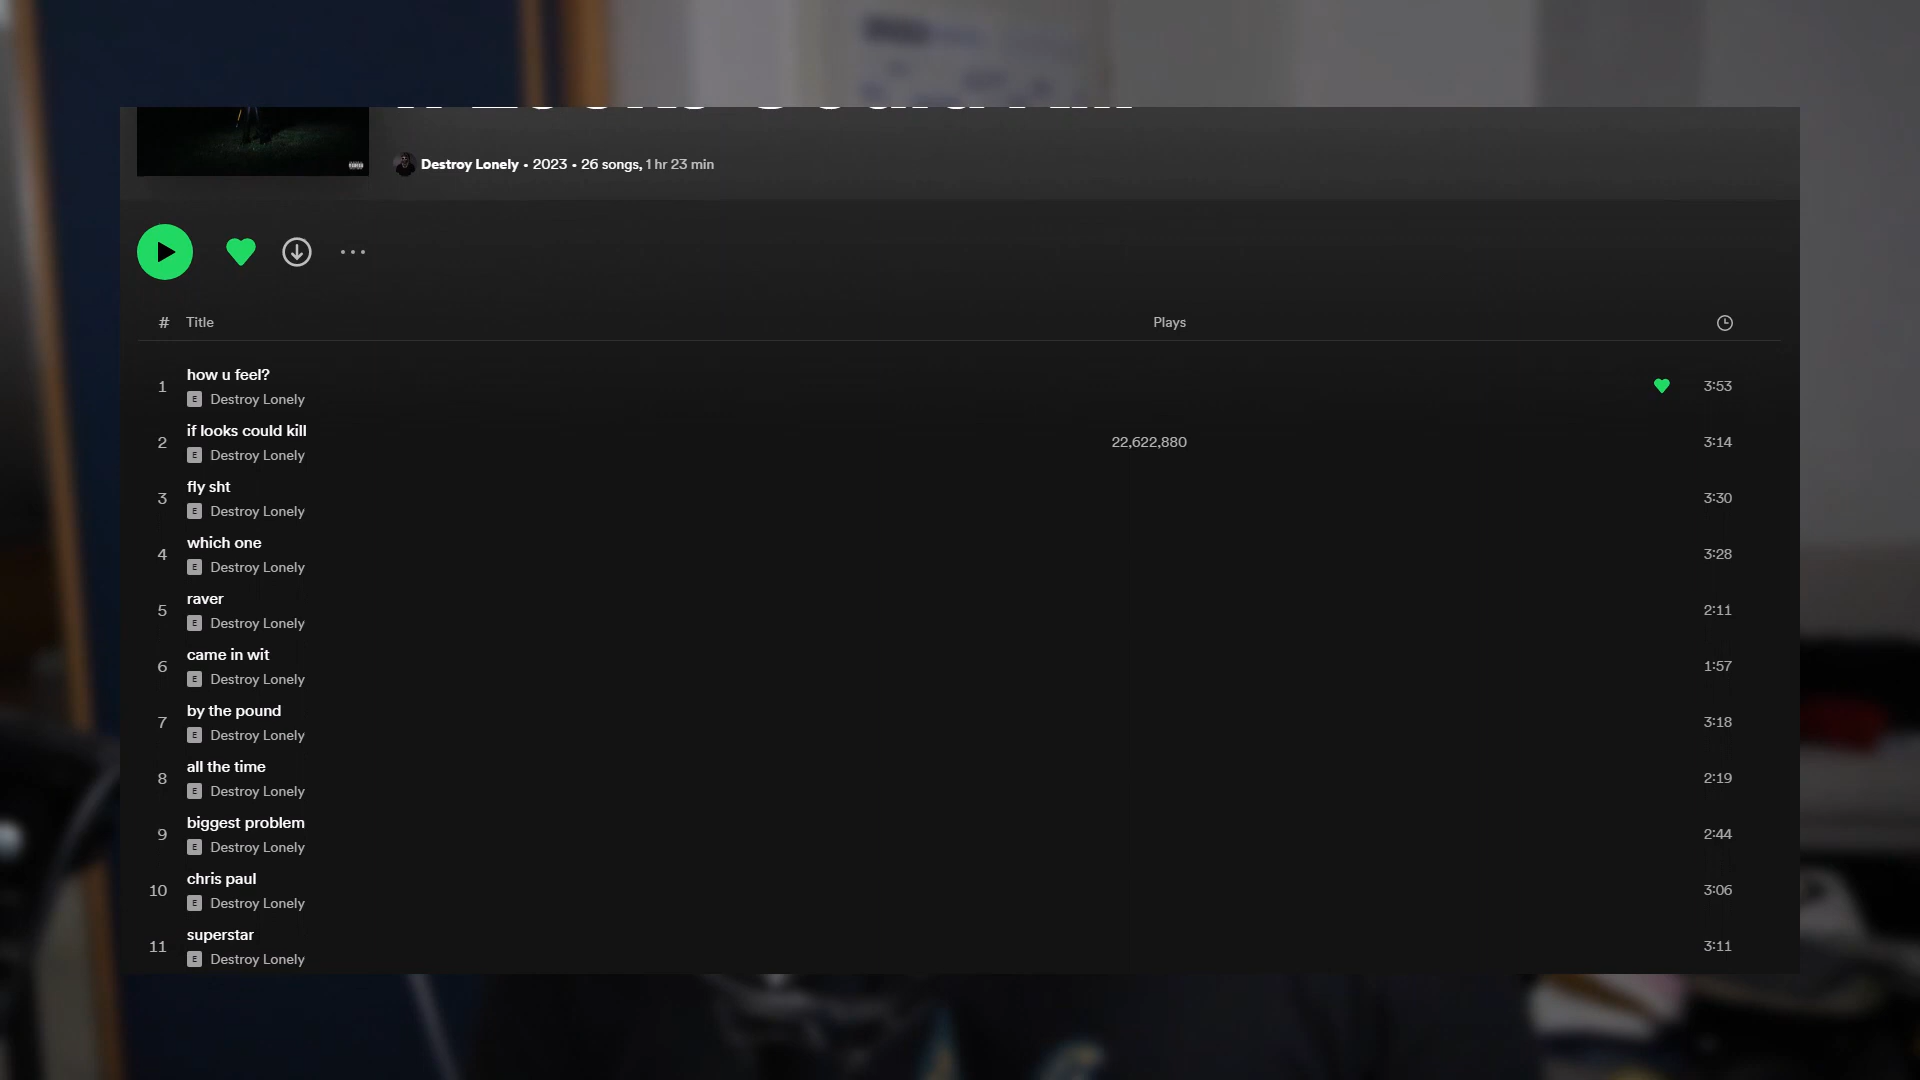 Destroy Lonely • 2023 • 26 songs, 1 hr 23 min
# Title Plays
1 how u feel? 3:53
E Destroy Lonely
2 if looks could kill 22,622,880 3:14
E Destroy Lonely
3 fly sht 3:30
E Destroy Lonely
4 which one 3:28
E Destroy Lonely
5 raver 2:11
E Destroy Lonely
6 came in wit 1:57
E Destroy Lonely
7 by the pound 3:18
E Destroy Lonely
8 all the time 2:19
E Destroy Lonely
9 biggest problem 2:44
E Destroy Lonely
10 chris paul 3:06
E Destroy Lonely
11 superstar 3:11
E Destroy Lonely